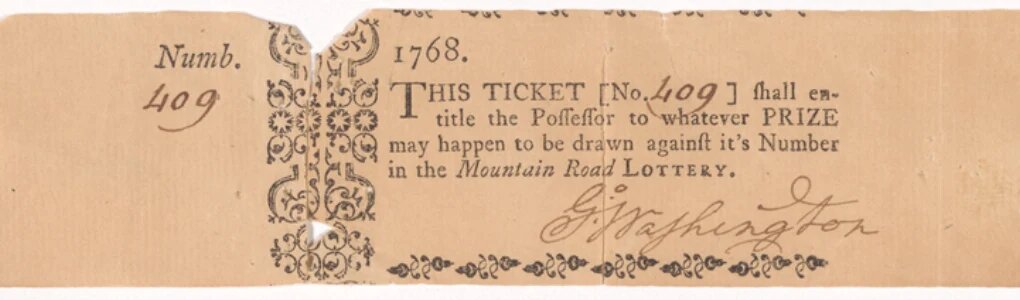 Numb.
409
1768.
THIS TICKET [No. 409] ſhall en-
title the Poſſeſſor to whatever PRIZE
may happen to be drawn againſt it's Number
in the Mountain Road LOTTERY.
G:Washington